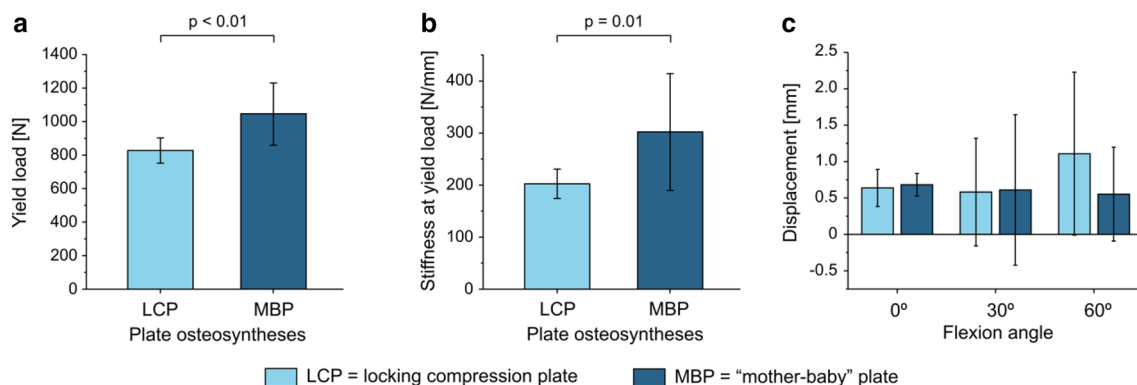 a
p < 0.01
Yield load [N]
1400
1200
1000
800
600
400
200
0
LCP
MBP
Plate osteosyntheses
b
p = 0.01
Stiffness at yield load [N/mm]
400
300
200
100
0
LCP
MBP
Plate osteosyntheses
c
Displacement [mm]
2.5
2.0
1.5
1.0
0.5
0
-0.5
0º
30º
60º
Flexion angle
LCP = locking compression plate
MBP = “mother-baby” plate